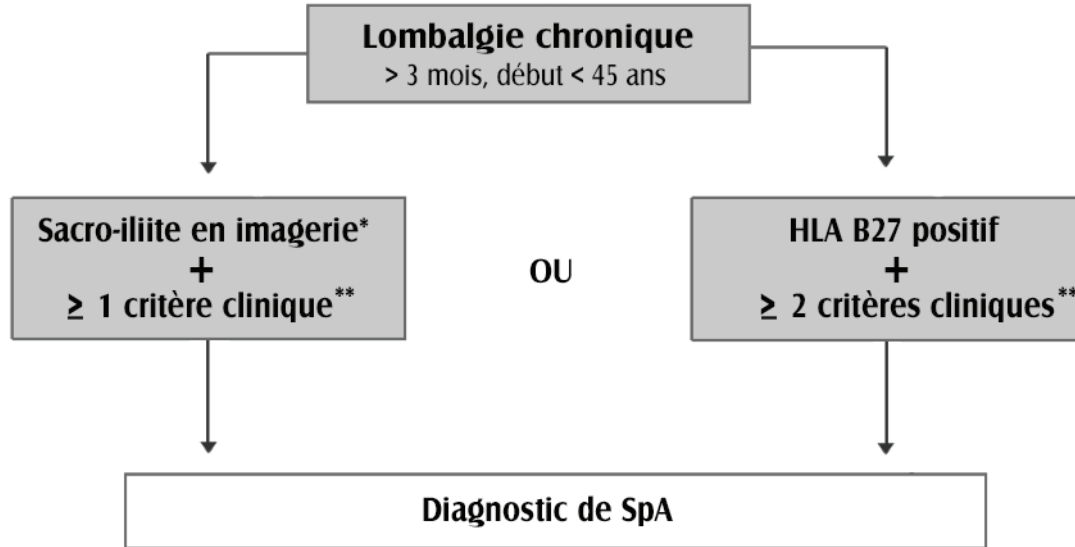 Lombalgie chronique
> 3 mois, début < 45 ans
Sacro-iliite en imagerie*
+
≥ 1 critère clinique**
OU
HLA B27 positif
+
≥ 2 critères cliniques**
Diagnostic de SpA